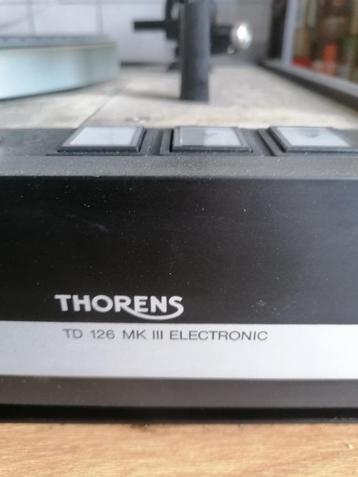 THORENS
TD 126 MK III ELECTRONIC